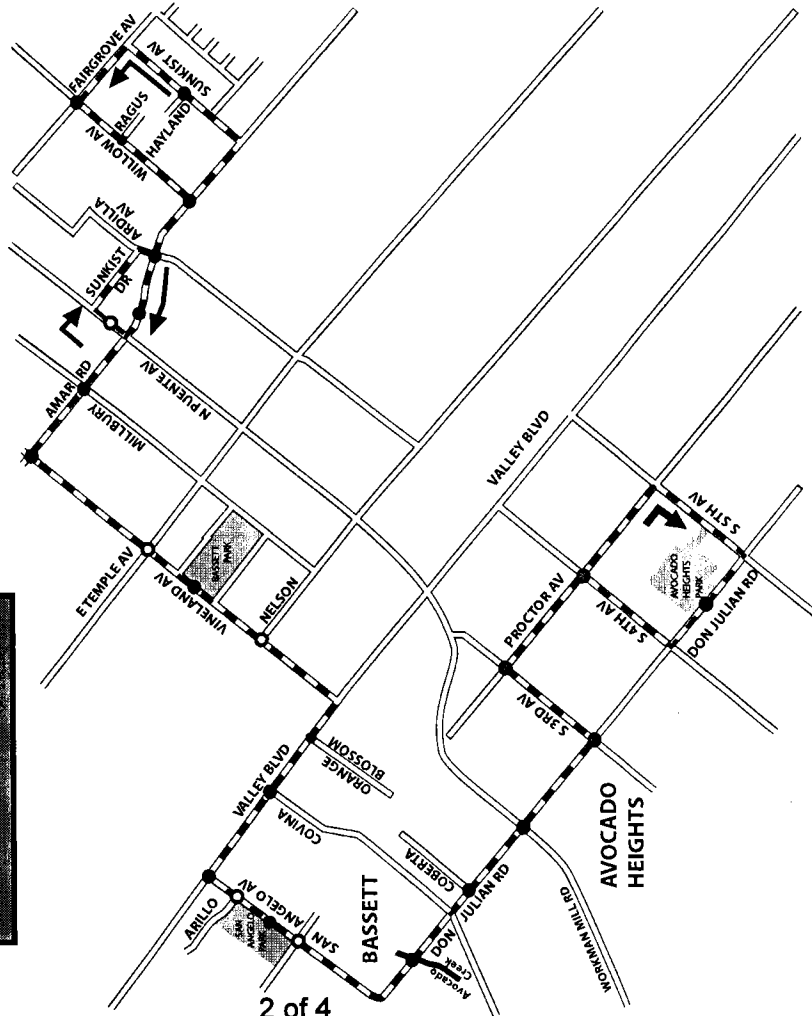 FAIRGROVE AV
SUNKIST AV
RAGUS
HAYLAND
WILLOW AV
ARDILLA
AV
SUNKIST
DR
AMAR RD
N PUENTE AV
MILLBURY
E TEMPLE AV
BASSETT
PARK
VINELAND AV
NELSON
VALLEY BLVD
PROCTOR AV
S 5TH AV
AVOCADO
HEIGHTS
PARK
S 4TH AV
DON JULIAN RD
S 3RD AV
VALLEY BLVD
ORANGE
BLOSSOM
COVINA
COBERTA
ARILLO
SAN
ANGELO
PARK
SAN ANGELO AV
BASSETT
DON JULIAN RD
AVOCADO
HEIGHTS
WORKMAN MILL RD
Avocado
Creek
2 of 4